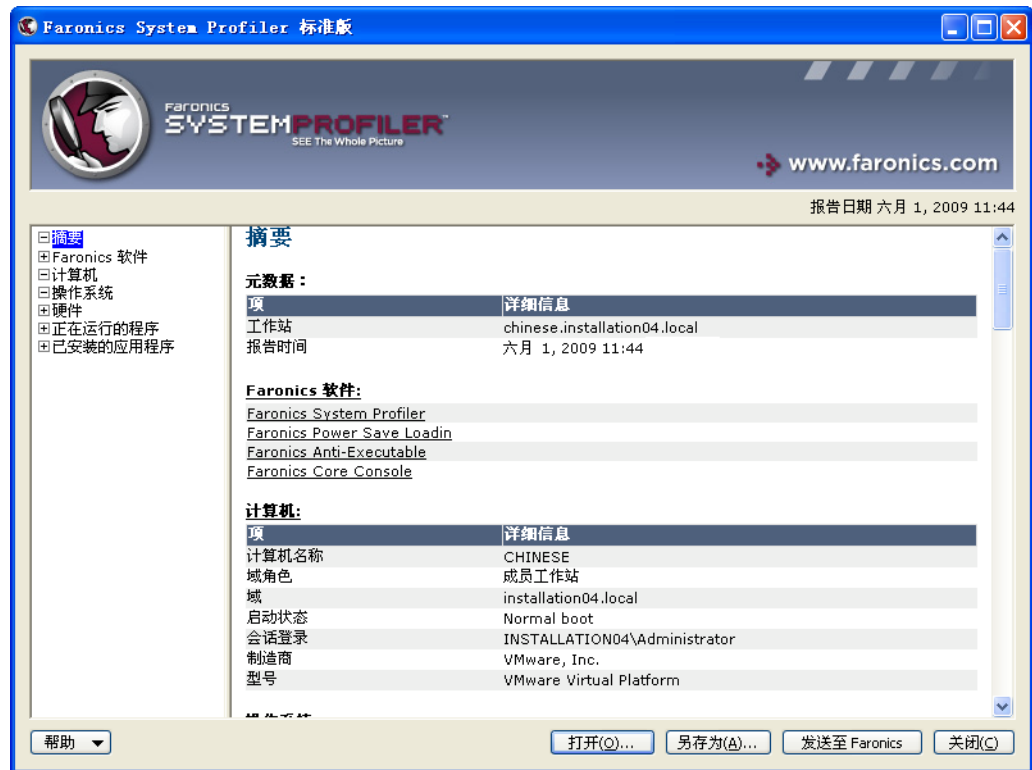 Faronics System Profiler 标准版
Faronics
SYSTEMPROFILER™
SEE The Whole Picture
www.faronics.com
报告日期 六月 1, 2009 11:44
摘要
Faronics 软件
计算机
操作系统
硬件
正在运行的程序
已安装的应用程序
摘要
元数据：
项 详细信息
工作站 chinese.installation04.local
报告时间 六月 1, 2009 11:44
Faronics 软件:
Faronics System Profiler
Faronics Power Save Loadin
Faronics Anti-Executable
Faronics Core Console
计算机:
项 详细信息
计算机名称 CHINESE
域角色 成员工作站
域 installation04.local
启动状态 Normal boot
会话登录 INSTALLATION04\Administrator
制造商 VMware, Inc.
型号 VMware Virtual Platform
帮助
打开(O)... 另存为(A)... 发送至 Faronics 关闭(C)